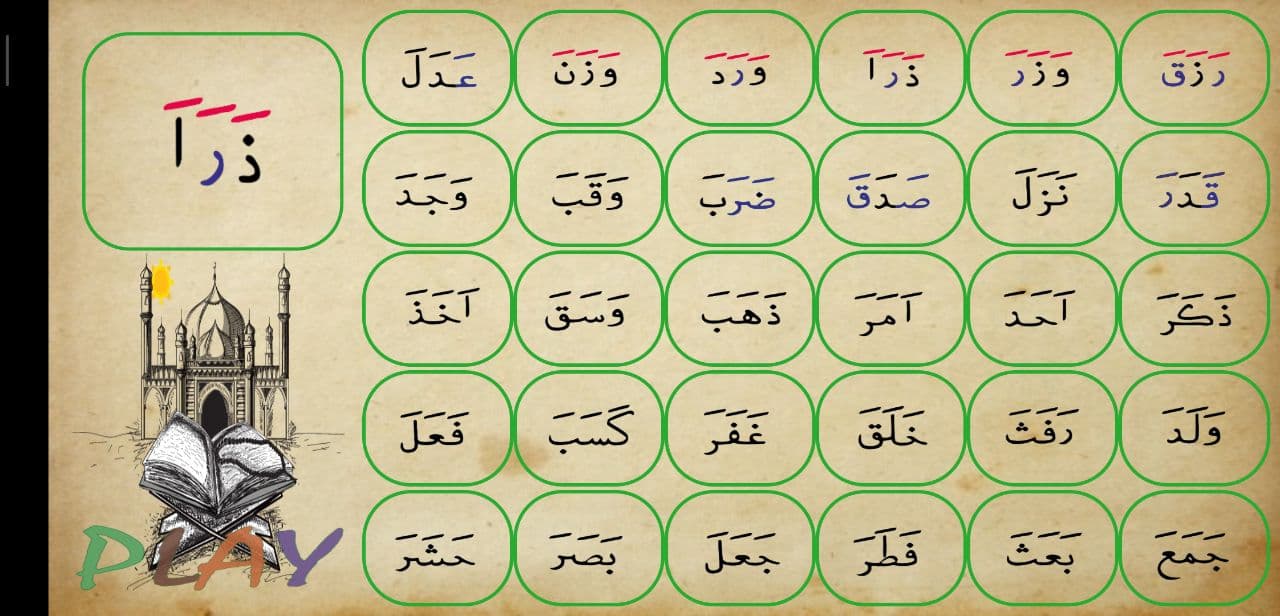 ذَرَاَ
رَزَقَ وَزَرَ ذَرَاَ وَرَدَ وَزَنَ عَدَلَ
قَدَرَ نَزَلَ صَدَقَ ضَرَبَ وَقَبَ وَجَدَ
ذَكَرَ اَحَدَ اَمَرَ ذَهَبَ وَسَقَ اَخَذَ
وَلَدَ رَفَثَ خَلَقَ غَفَرَ كَسَبَ فَعَلَ
جَمَعَ بَعَثَ فَطَرَ جَعَلَ بَصَرَ حَشَرَ
PLAY